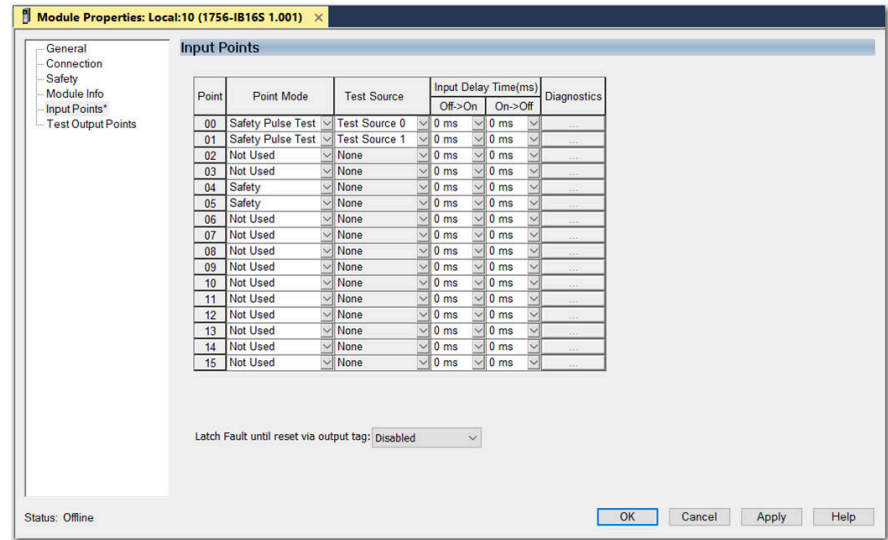 Module Properties: Local:10 (1756-IB16S 1.001) ×
General
Connection
Safety
Module Info
Input Points*
Test Output Points
Input Points
Point Point Mode Test Source Input Delay Time(ms) Diagnostics
Off->On On->Off
00 Safety Pulse Test Test Source 0 0 ms 0 ms ...
01 Safety Pulse Test Test Source 1 0 ms 0 ms ...
02 Not Used None 0 ms 0 ms ...
03 Not Used None 0 ms 0 ms ...
04 Safety None 0 ms 0 ms ...
05 Safety None 0 ms 0 ms ...
06 Not Used None 0 ms 0 ms ...
07 Not Used None 0 ms 0 ms ...
08 Not Used None 0 ms 0 ms ...
09 Not Used None 0 ms 0 ms ...
10 Not Used None 0 ms 0 ms ...
11 Not Used None 0 ms 0 ms ...
12 Not Used None 0 ms 0 ms ...
13 Not Used None 0 ms 0 ms ...
14 Not Used None 0 ms 0 ms ...
15 Not Used None 0 ms 0 ms ...
Latch Fault until reset via output tag: Disabled
Status: Offline
OK Cancel Apply Help